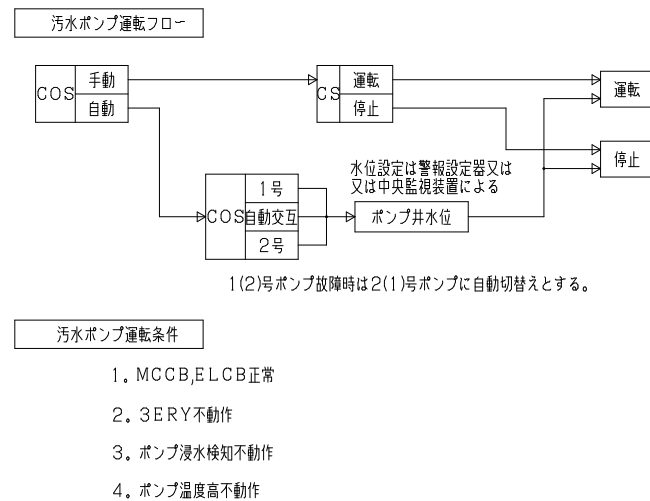 汚水ポンプ運転フロー
COS
手動
自動
CS
運転
停止
運転
停止
COS
1号
自動交互
2号
水位設定は警報設定器又は
又は中央監視装置による
ポンプ井水位
1(2)号ポンプ故障時は2(1)号ポンプに自動切替えとする。
汚水ポンプ運転条件
1。MCCB,ELCB正常
2。3ERY不動作
3。ポンプ浸水検知不動作
4。ポンプ温度高不動作